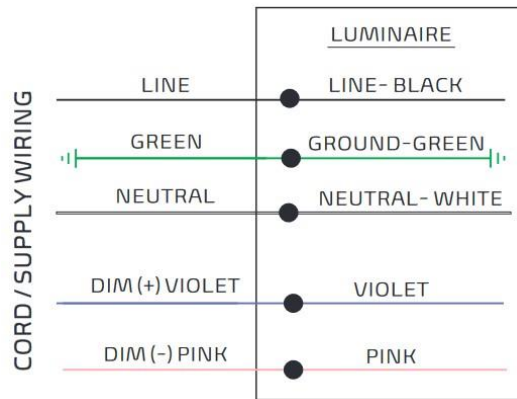 LUMINAIRE
CORD / SUPPLY WIRING
LINE
LINE- BLACK
GREEN
GROUND-GREEN
NEUTRAL
NEUTRAL- WHITE
DIM (+) VIOLET
VIOLET
DIM (-) PINK
PINK